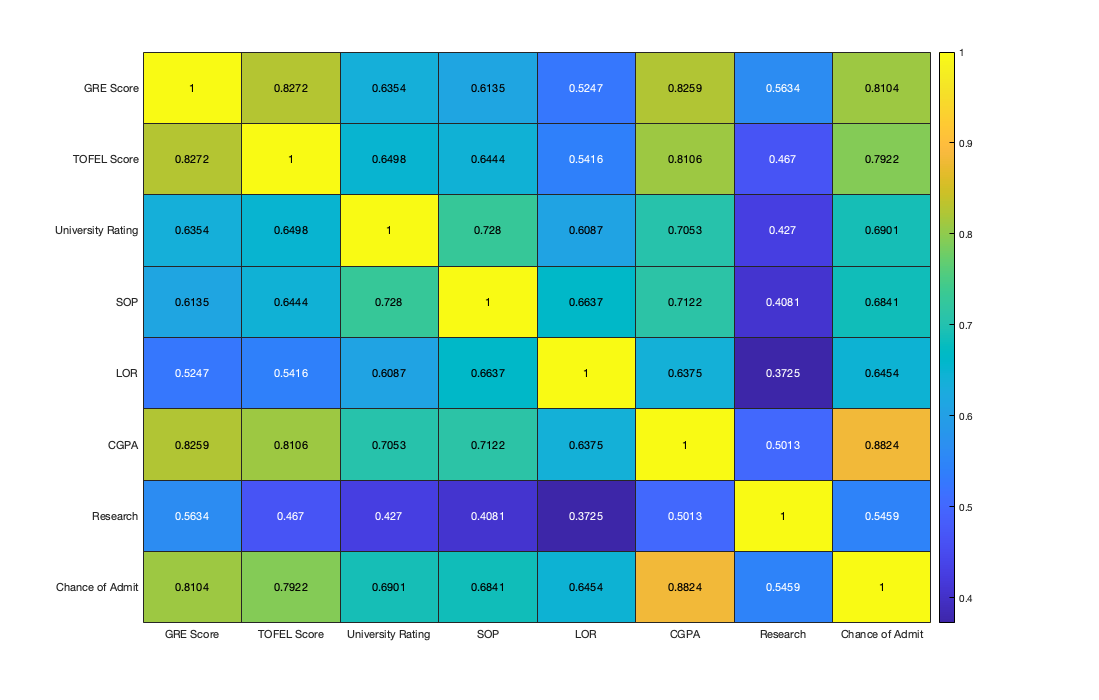 GRE Score 1 0.8272 0.6354 0.6135 0.5247 0.8259 0.5634 0.8104
TOFEL Score 0.8272 1 0.6498 0.6444 0.5416 0.8106 0.467 0.7922
University Rating 0.6354 0.6498 1 0.728 0.6087 0.7053 0.427 0.6901
SOP 0.6135 0.6444 0.728 1 0.6637 0.7122 0.4081 0.6841
LOR 0.5247 0.5416 0.6087 0.6637 1 0.6375 0.3725 0.6454
CGPA 0.8259 0.8106 0.7053 0.7122 0.6375 1 0.5013 0.8824
Research 0.5634 0.467 0.427 0.4081 0.3725 0.5013 1 0.5459
Chance of Admit 0.8104 0.7922 0.6901 0.6841 0.6454 0.8824 0.5459 1
GRE Score TOFEL Score University Rating SOP LOR CGPA Research Chance of Admit
1
0.9
0.8
0.7
0.6
0.5
0.4